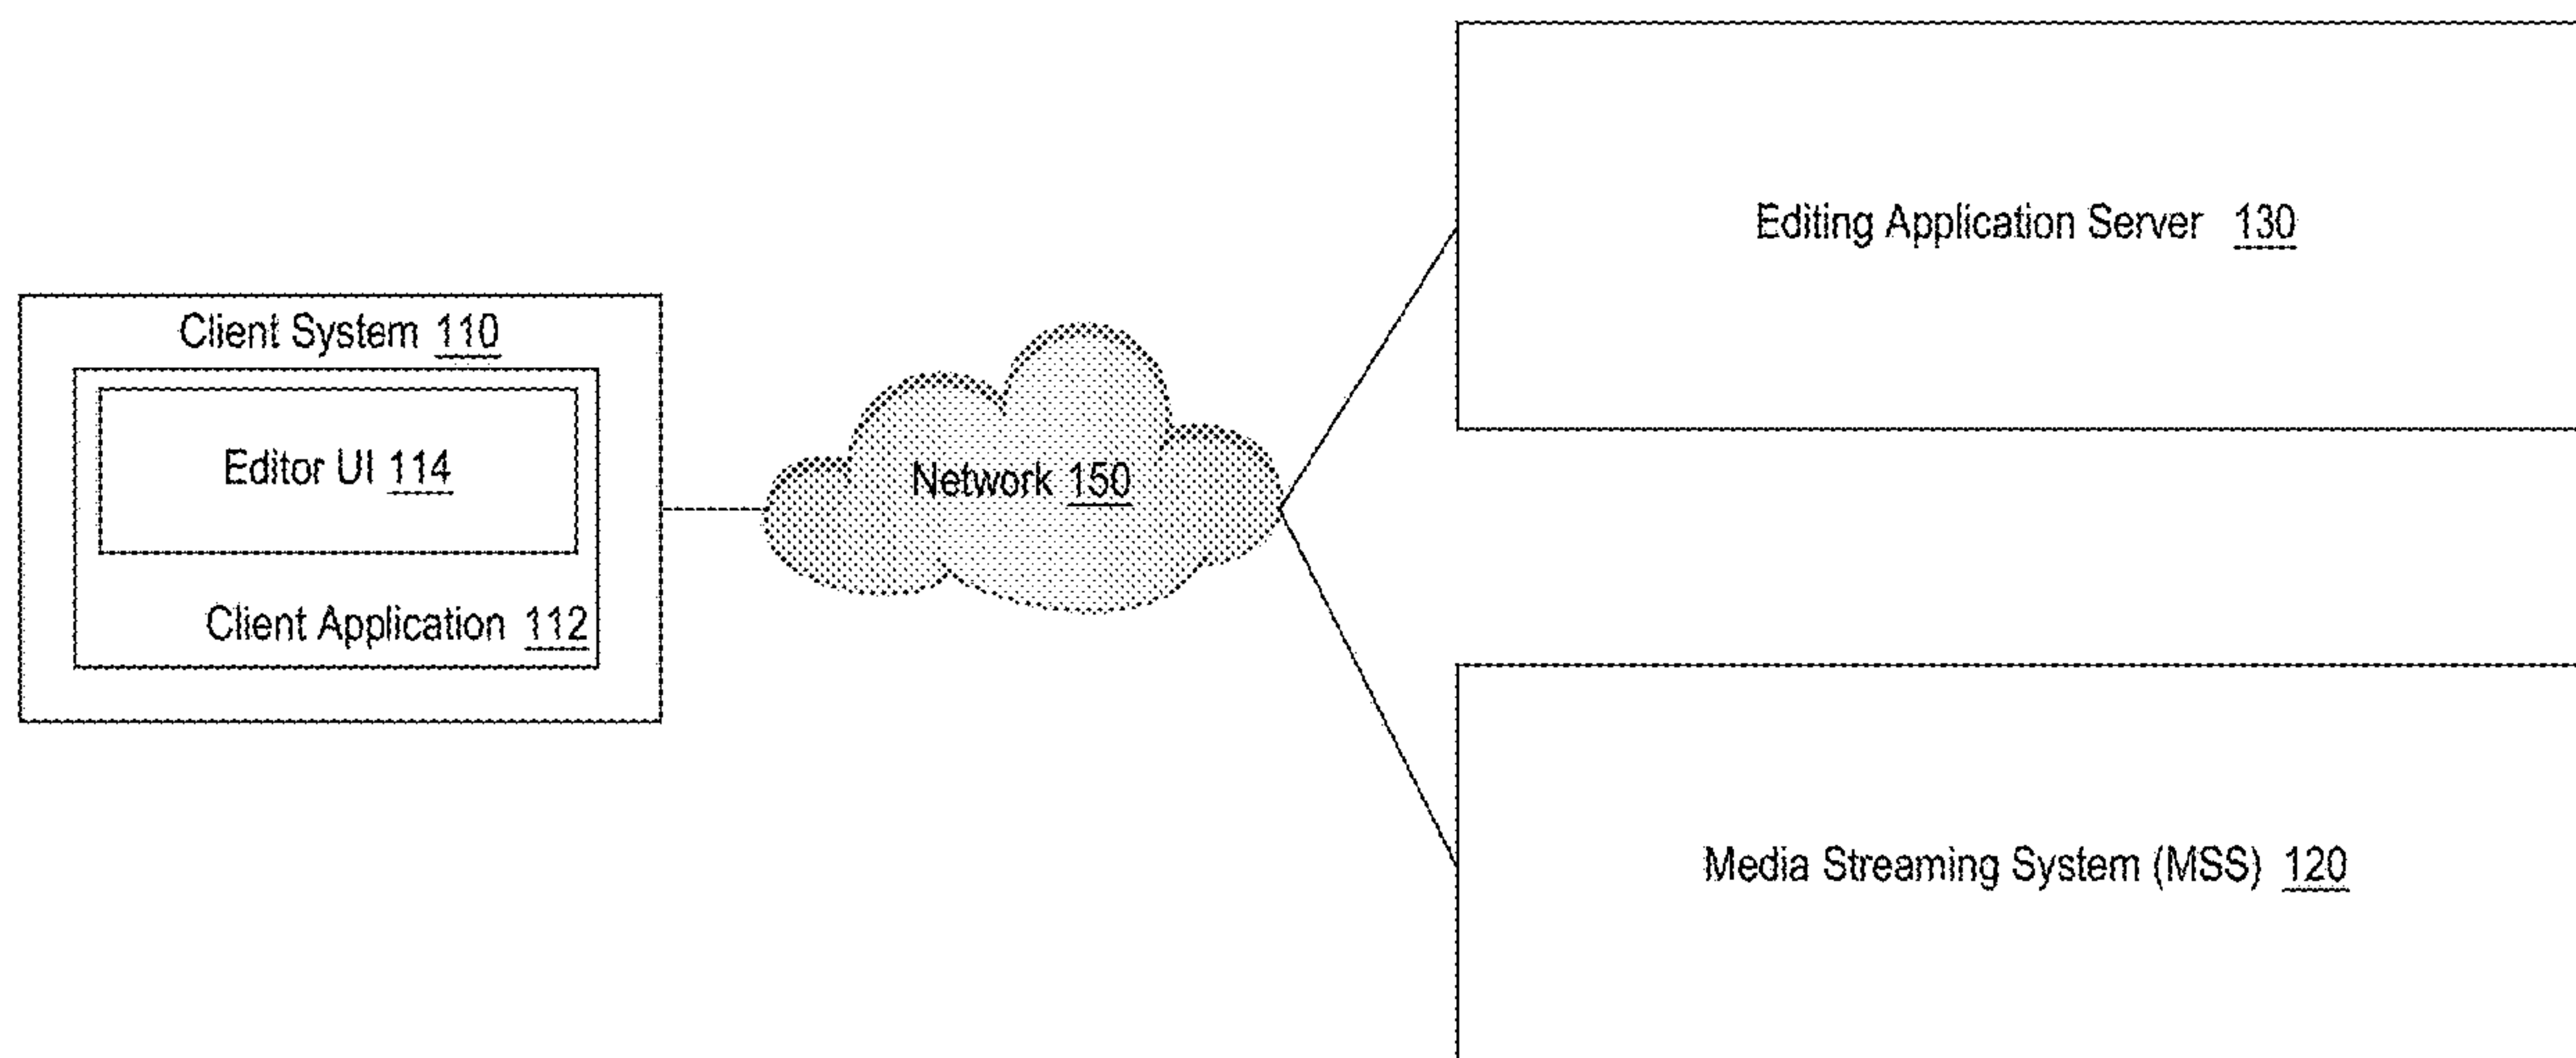 Editing Application Server 130
Client System 110
Editor UI 114
Network 150
Client Application 112
Media Streaming System (MSS) 120